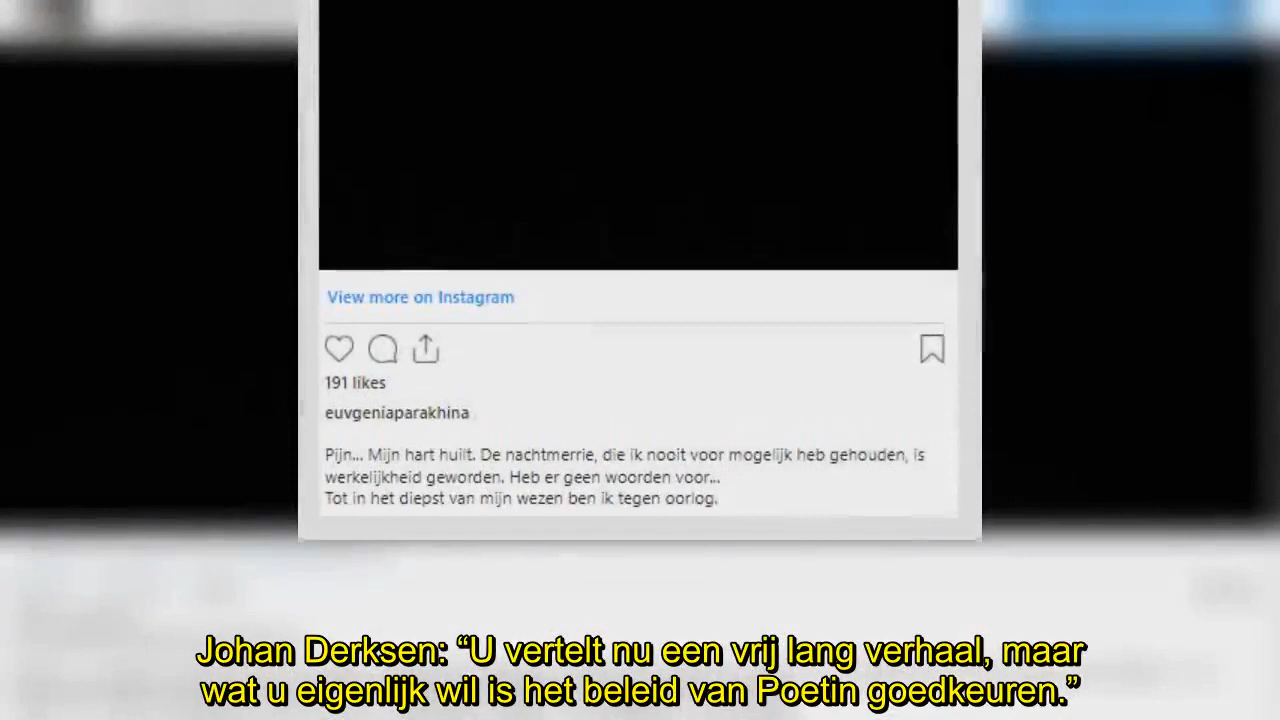 View more on Instagram
191 likes
euvgeniaparakhina
Pijn... Mijn hart huilt. De nachtmerrie, die ik nooit voor mogelijk heb gehouden, is
werkelijkheid geworden. Heb er geen woorden voor...
Tot in het diepst van mijn wezen ben ik tegen oorlog.
Johan Derksen: “U vertelt nu een vrij lang verhaal, maar
wat u eigenlijk wil is het beleid van Poetin goedkeuren.”